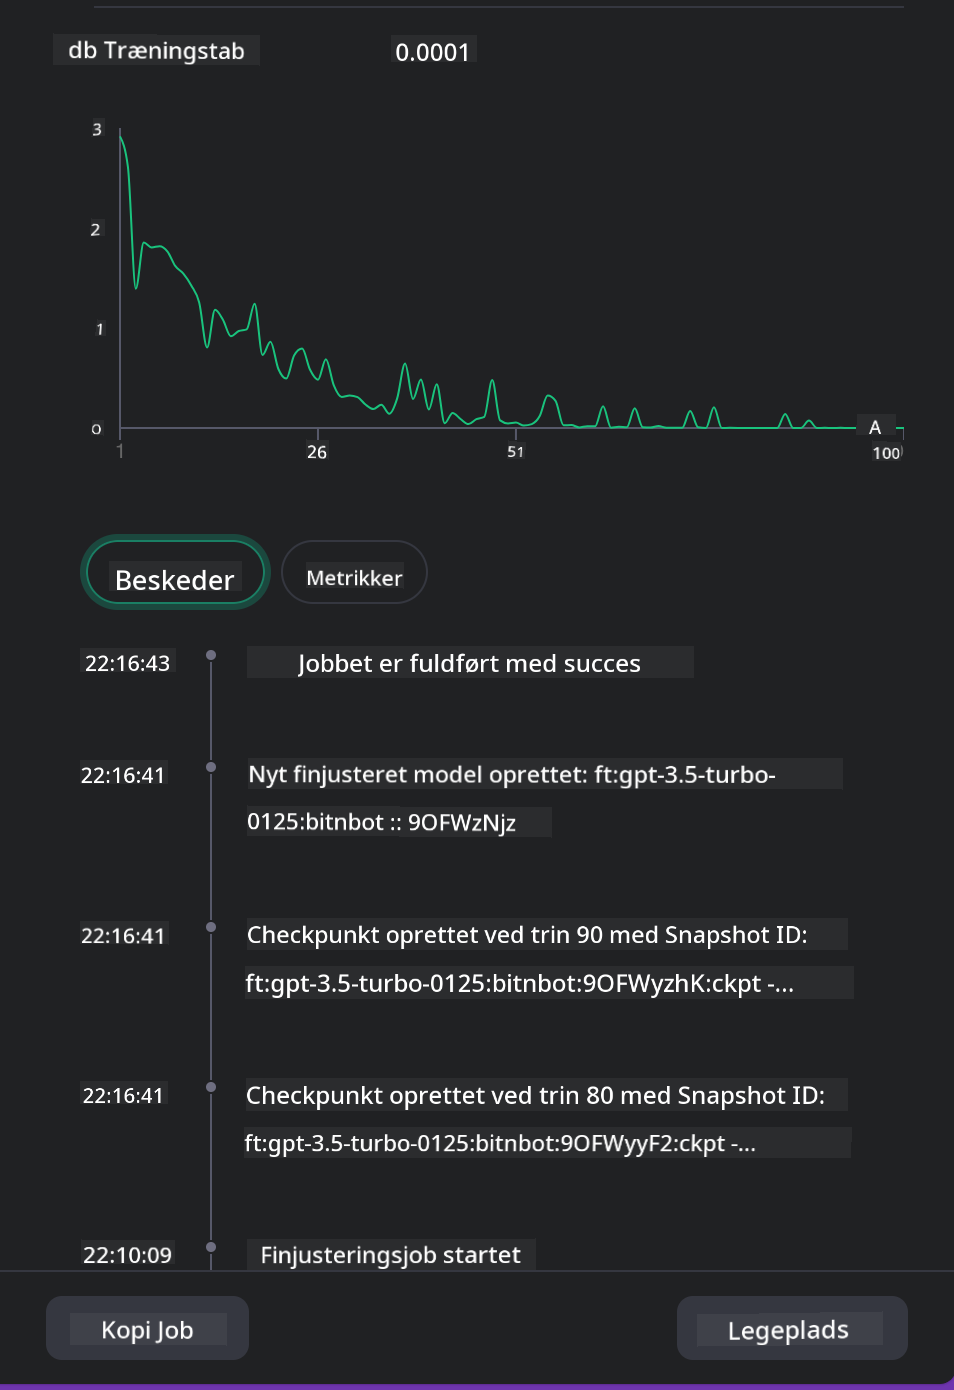 db Træningstab
0.0001
3
2
1
0
A
1
26
51
100
Beskeder
Metrikker
22:16:43
Jobbet er fuldført med succes
22:16:41
Nyt finjusteret model oprettet: ft:gpt-3.5-turbo-
0125:bitnbot :: 9OFWzNjz
22:16:41
Checkpunkt oprettet ved trin 90 med Snapshot ID:
ft:gpt-3.5-turbo-0125:bitnbot:9OFWyzhK:ckpt -...
22:16:41
Checkpunkt oprettet ved trin 80 med Snapshot ID:
ft:gpt-3.5-turbo-0125:bitnbot:9OFWyyF2:ckpt -...
22:10:09
Finjusteringsjob startet
Kopi Job
Legeplads